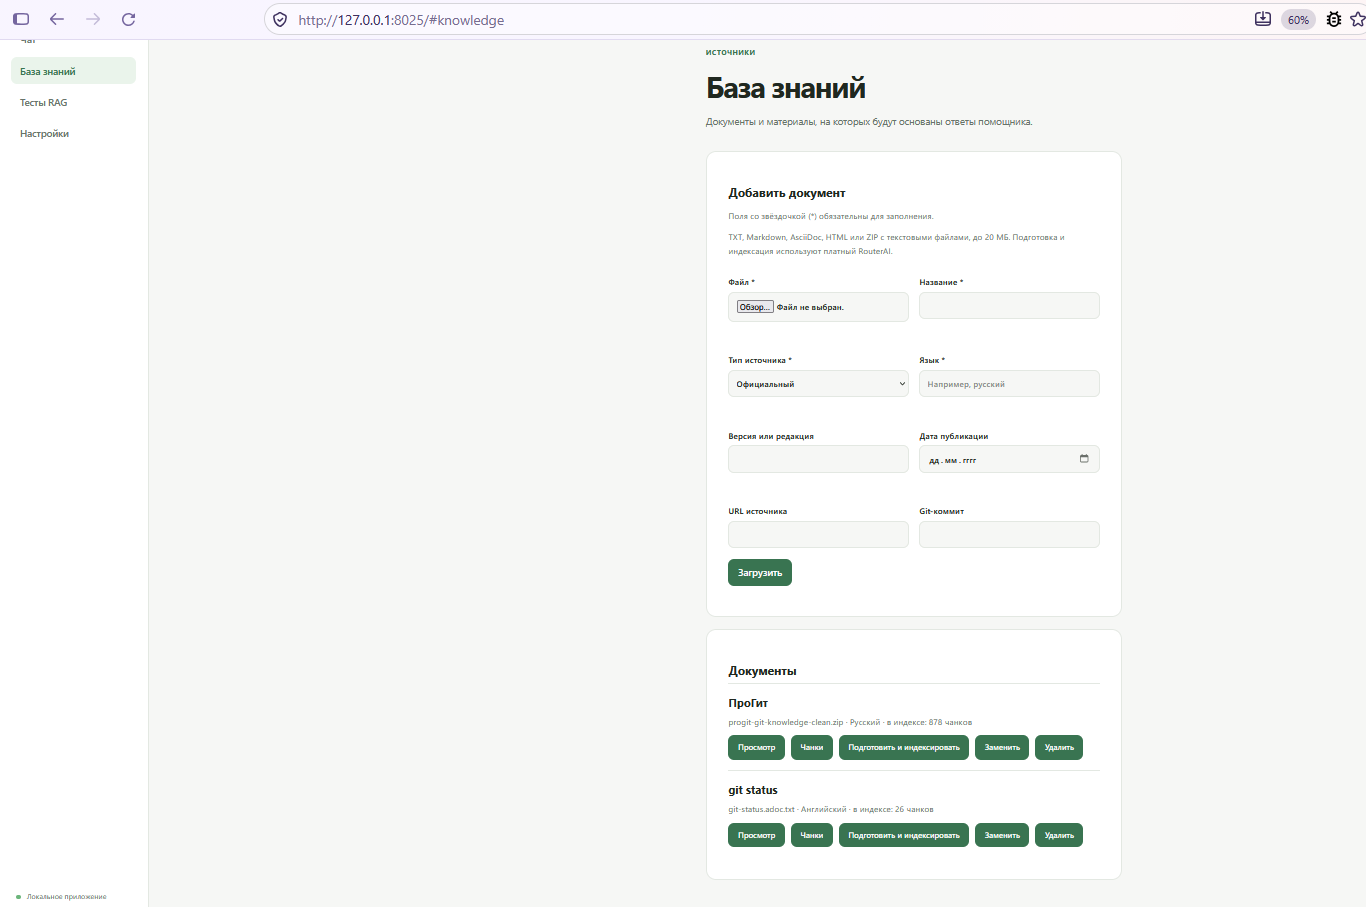 http://127.0.0.1:8025/#knowledge
60%
Чат
База знаний
Тесты RAG
Настройки
Локальное приложение
ИСТОЧНИКИ
База знаний
Документы и материалы, на которых будут основаны ответы помощника.
Добавить документ
Поля со звёздочкой (*) обязательны для заполнения.
TXT, Markdown, AsciiDoc, HTML или ZIP с текстовыми файлами, до 20 МБ. Подготовка и
индексация используют платный RouterAI.
Файл * Название *
Обзор... Файл не выбран.
Тип источника * Язык *
Официальный Например, русский
Версия или редакция Дата публикации
дд . мм . гггг
URL источника Git-коммит
Загрузить
Документы
ПроГит
progit-git-knowledge-clean.zip · Русский · в индексе: 878 чанков
Просмотр Чанки Подготовить и индексировать Заменить Удалить
git status
git-status.adoc.txt · Английский · в индексе: 26 чанков
Просмотр Чанки Подготовить и индексировать Заменить Удалить